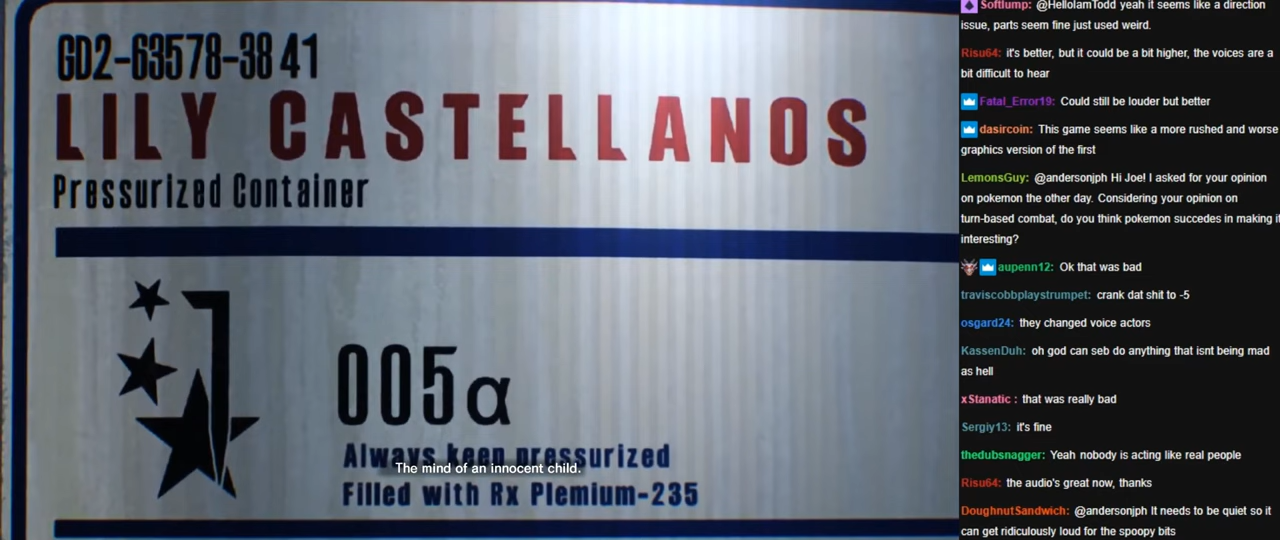 GD2-63578-3841
LILY CASTELLANOS
Pressurized Container
005α
Always keep pressurized
The mind of an innocent child.
Filled with Rx Plemium-235
Softlump: @HelloIamTodd yeah it seems like a direction
issue, parts seem fine just used weird.
Risu64: it's better, but it could be a bit higher, the voices are a
bit difficult to hear
Fatal_Error19: Could still be louder but better
dasircoin: This game seems like a more rushed and worse
graphics version of the first
LemonsGuy: @andersonjph Hi Joe! I asked for your opinion
on pokemon the other day. Considering your opinion on
turn-based combat, do you think pokemon succedes in making it
interesting?
aupenn12: Ok that was bad
traviscobbplaystrumpet: crank dat shit to -5
osgard24: they changed voice actors
KassenDuh: oh god can seb do anything that isnt being mad
as hell
xStanatic : that was really bad
Sergiy13: it's fine
thedubsnagger: Yeah nobody is acting like real people
Risu64: the audio's great now, thanks
DoughnutSandwich: @andersonjph It needs to be quiet so it
can get ridiculously loud for the spoopy bits